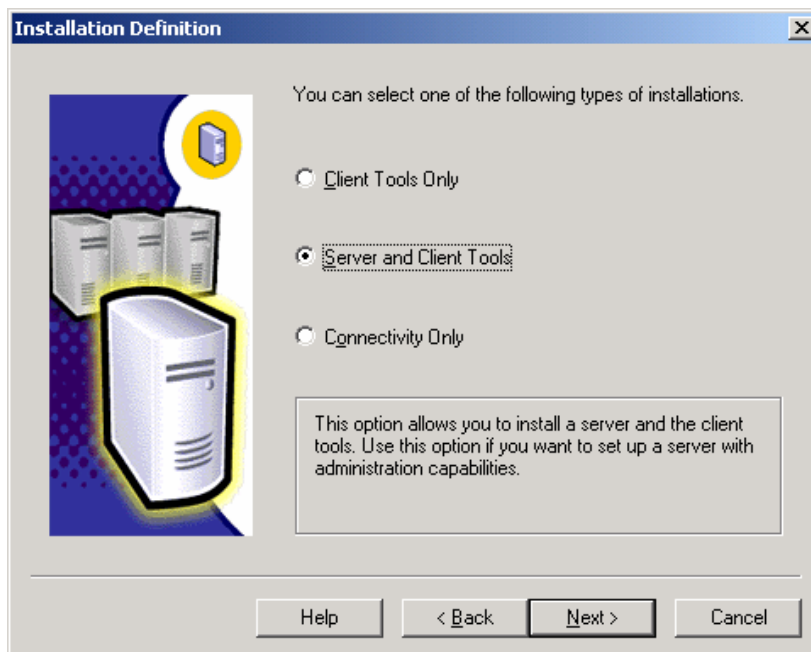 Installation Definition
You can select one of the following types of installations.
Client Tools Only
Server and Client Tools
Connectivity Only
This option allows you to install a server and the client
tools. Use this option if you want to set up a server with
administration capabilities.
Help
< Back
Next >
Cancel